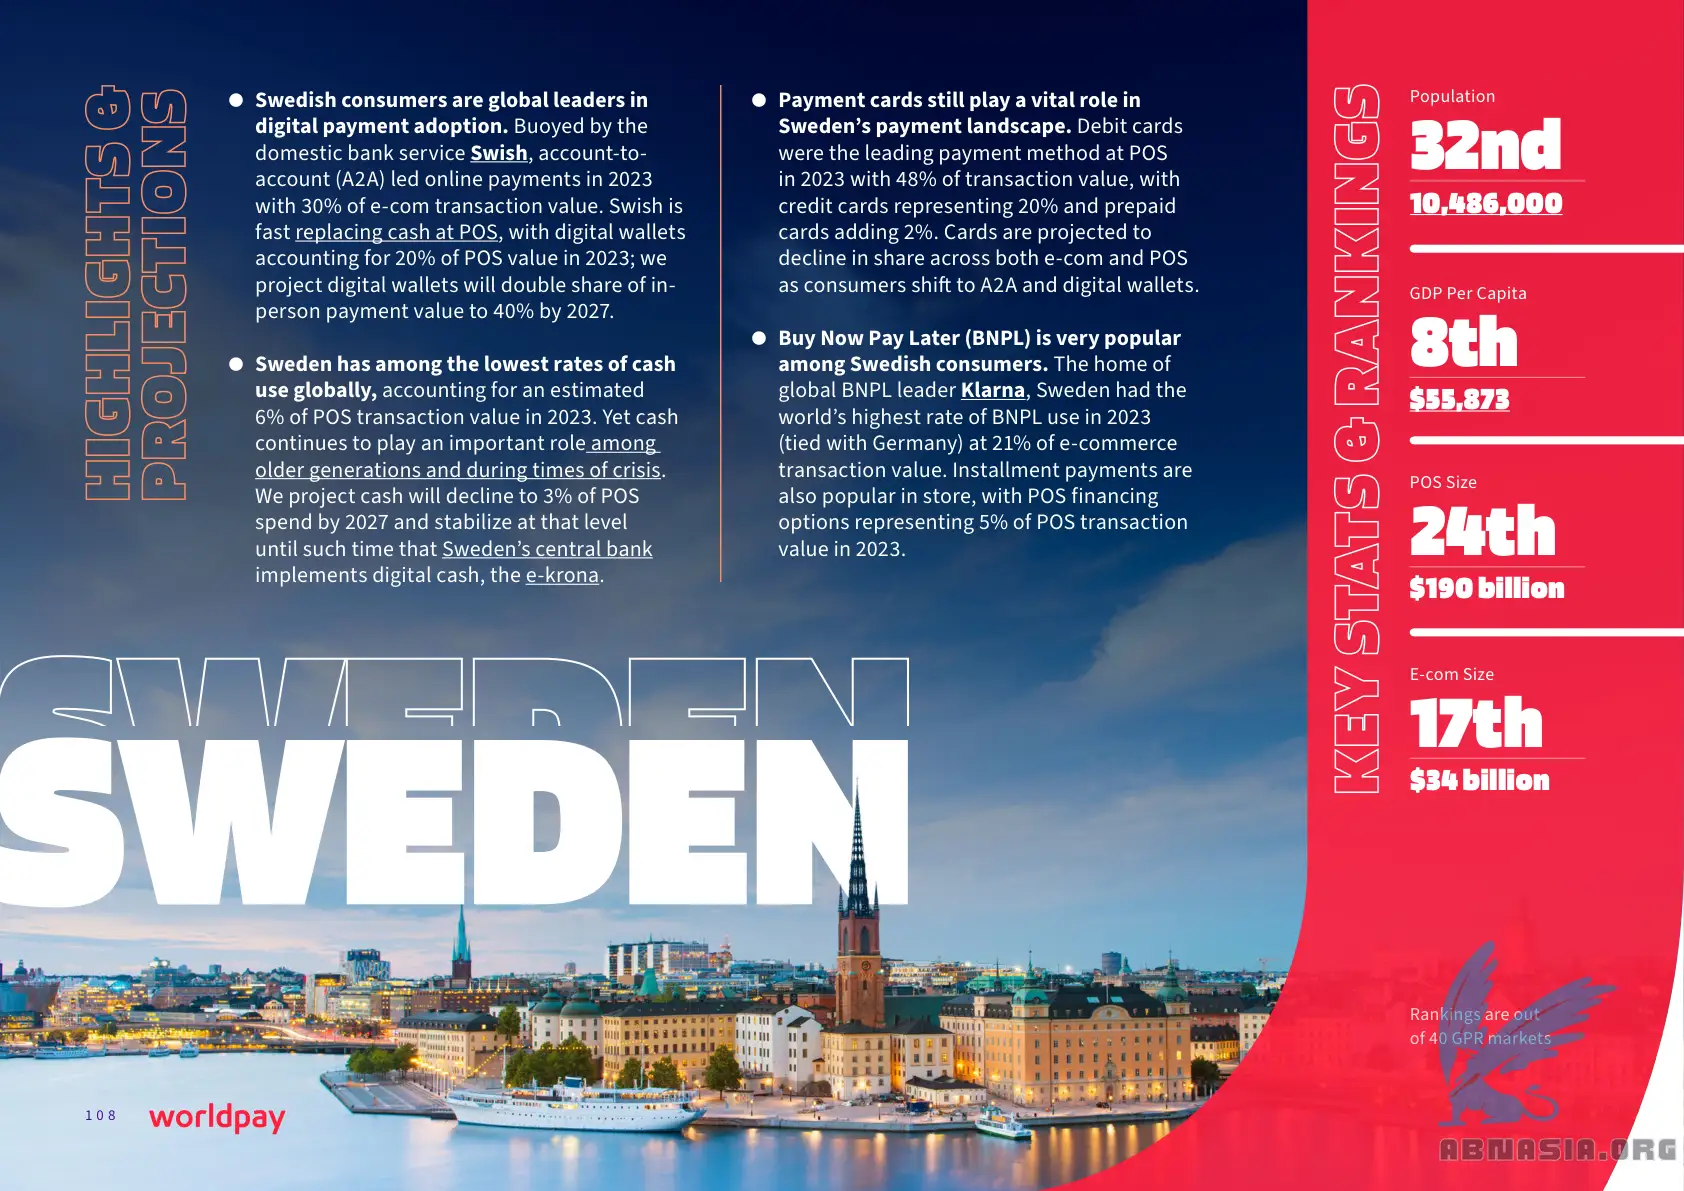 HIGHLIGHTS &
PROJECTIONS
● Swedish consumers are global leaders in
digital payment adoption. Buoyed by the
domestic bank service Swish, account-to-
account (A2A) led online payments in 2023
with 30% of e-com transaction value. Swish is
fast replacing cash at POS, with digital wallets
accounting for 20% of POS value in 2023; we
project digital wallets will double share of in-
person payment value to 40% by 2027.
● Sweden has among the lowest rates of cash
use globally, accounting for an estimated
6% of POS transaction value in 2023. Yet cash
continues to play an important role among
older generations and during times of crisis.
We project cash will decline to 3% of POS
spend by 2027 and stabilize at that level
until such time that Sweden’s central bank
implements digital cash, the e-krona.
● Payment cards still play a vital role in
Sweden’s payment landscape. Debit cards
were the leading payment method at POS
in 2023 with 48% of transaction value, with
credit cards representing 20% and prepaid
cards adding 2%. Cards are projected to
decline in share across both e-com and POS
as consumers shift to A2A and digital wallets.
● Buy Now Pay Later (BNPL) is very popular
among Swedish consumers. The home of
global BNPL leader Klarna, Sweden had the
world’s highest rate of BNPL use in 2023
(tied with Germany) at 21% of e-commerce
transaction value. Installment payments are
also popular in store, with POS financing
options representing 5% of POS transaction
value in 2023.
KEY STATS & RANKINGS
Population
32nd
10,486,000
GDP Per Capita
8th
$55,873
POS Size
24th
$190 billion
E-com Size
17th
$34 billion
Rankings are out
of 40 GPR markets
SWEDEN
SWEDEN
108
worldpay
ABNASIA.ORG